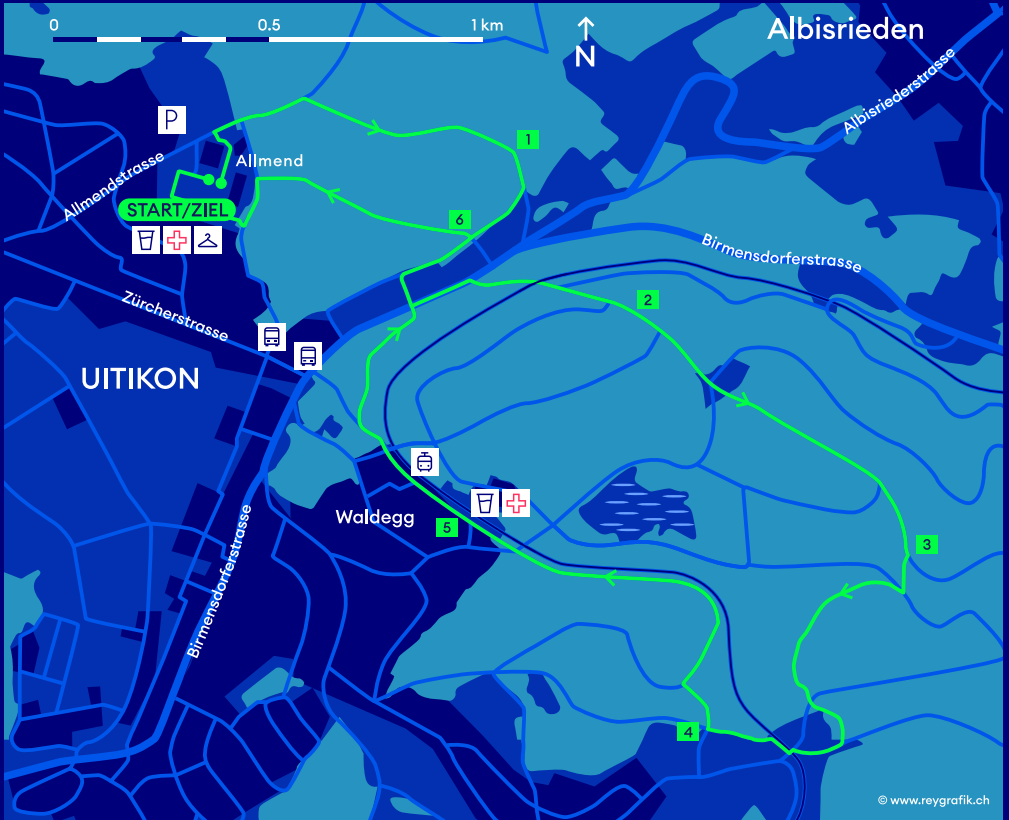 0 0.5 1 km
N
Albisrieden
Albisriederstrasse
P
1
Allmendstrasse
Allmend
START/ZIEL
6
Birmensdorferstrasse
Zürcherstrasse
2
UITIKON
Waldegg
5
3
Birmensdorferstrasse
4
© www.reygrafik.ch